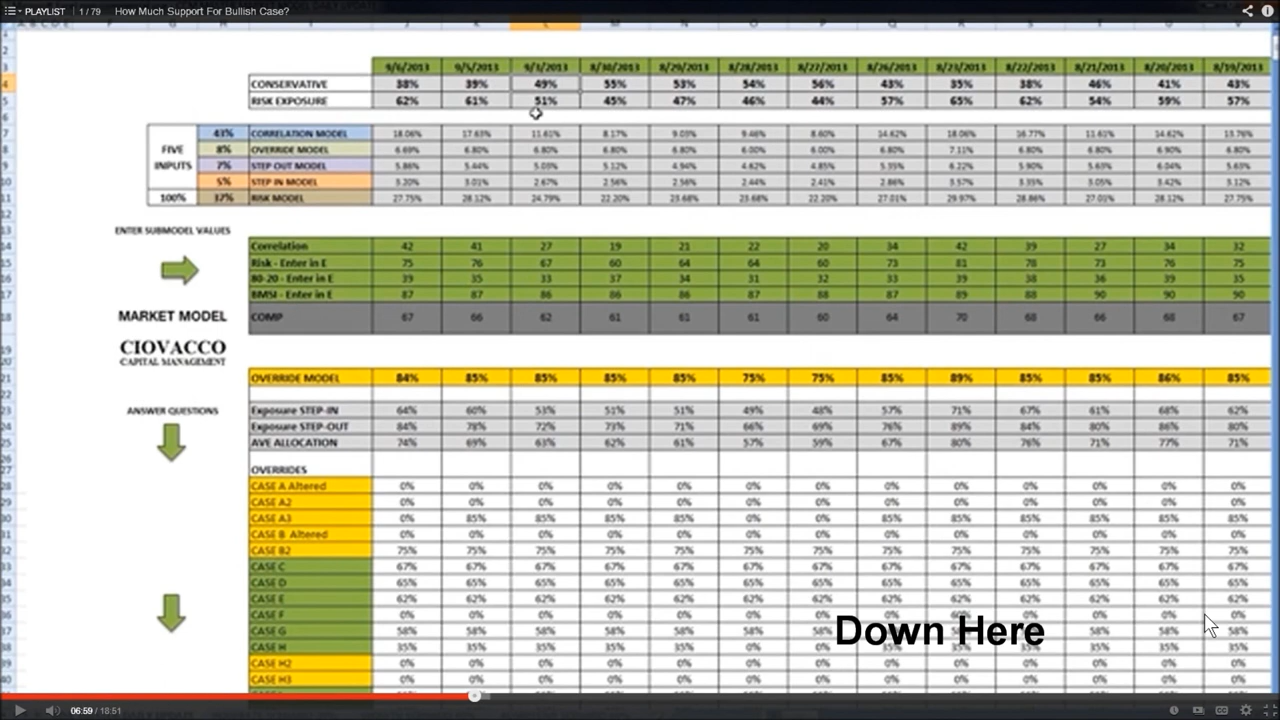 PLAYLIST 1 / 79 How Much Support For Bullish Case?
9/6/2013 9/5/2013 9/3/2013 8/30/2013 8/29/2013 8/28/2013 8/27/2013 8/26/2013 8/23/2013 8/22/2013 8/21/2013 8/20/2013 8/19/2013
CONSERVATIVE 38% 39% 49% 55% 53% 54% 56% 43% 35% 38% 46% 41% 43%
RISK EXPOSURE 62% 61% 51% 45% 47% 46% 44% 57% 65% 62% 54% 59% 57%
43% CORRELATION MODEL 18.06% 17.63% 11.61% 8.17% 9.03% 9.46% 8.60% 14.62% 18.06% 16.77% 11.61% 14.62% 13.76%
FIVE 8% OVERRIDE MODEL 6.69% 6.80% 6.80% 6.80% 6.80% 6.00% 6.00% 6.80% 7.11% 6.80% 6.80% 6.90% 6.80%
INPUTS 7% STEP OUT MODEL 5.86% 5.44% 5.03% 5.12% 4.94% 4.62% 4.85% 5.35% 6.22% 5.90% 5.63% 6.04% 5.63%
5% STEP IN MODEL 3.20% 3.01% 2.67% 2.56% 2.56% 2.44% 2.41% 2.86% 3.57% 3.35% 3.05% 3.42% 3.12%
100% 37% RISK MODEL 27.75% 28.12% 24.79% 22.20% 23.68% 23.68% 22.20% 27.01% 29.97% 28.86% 27.01% 28.12% 27.75%
ENTER SUBMODEL VALUES
Correlation 42 41 27 19 21 22 20 34 42 39 27 34 32
Risk - Enter in E 75 76 67 60 64 64 60 73 81 78 73 76 75
80-20 - Enter in E 39 35 33 37 34 31 32 33 39 38 36 39 35
BMSI - Enter in E 87 87 86 86 86 87 88 87 89 88 90 90 90
MARKET MODEL COMP 67 66 62 61 61 61 60 64 70 68 66 68 67
CIOVACCO
CAPITAL MANAGEMENT
OVERRIDE MODEL 84% 85% 85% 85% 85% 75% 75% 85% 89% 85% 85% 86% 85%
ANSWER QUESTIONS Exposure STEP-IN 64% 60% 53% 51% 51% 49% 48% 57% 71% 67% 61% 68% 62%
Exposure STEP-OUT 84% 78% 72% 73% 71% 66% 69% 76% 89% 84% 80% 86% 80%
AVE ALLOCATION 74% 69% 63% 62% 61% 57% 59% 67% 80% 76% 71% 77% 71%
OVERRIDES
CASE A Altered 0% 0% 0% 0% 0% 0% 0% 0% 0% 0% 0% 0% 0%
CASE A2 0% 0% 0% 0% 0% 0% 0% 0% 0% 0% 0% 0% 0%
CASE A3 0% 85% 85% 85% 85% 0% 0% 85% 85% 85% 85% 85% 85%
CASE B Altered 0% 0% 0% 0% 0% 0% 0% 0% 0% 0% 0% 0% 0%
CASE B2 75% 75% 75% 75% 75% 75% 75% 75% 75% 75% 75% 75% 75%
CASE C 67% 67% 67% 67% 67% 67% 67% 67% 67% 67% 67% 67% 67%
CASE D 65% 65% 65% 65% 65% 65% 65% 65% 65% 65% 65% 65% 65%
CASE E 62% 62% 62% 62% 62% 62% 62% 62% 62% 62% 62% 62% 62%
CASE F 0% 0% 0% 0% 0% 0% 0% 0% 0% 0% 0% 0%
CASE G 58% 58% 58% 58% 58% 58% 58% 58%
Down Here
CASE H 35% 35% 35% 35% 35% 35% 35% 35% 35% 35% 35%
CASE H2 0% 0% 0% 0% 0% 0% 0% 0% 0% 0% 0% 0% 0%
CASE H3 0% 0% 0% 0% 0% 0% 0% 0% 0% 0% 0% 0% 0%
06:59 / 18:51